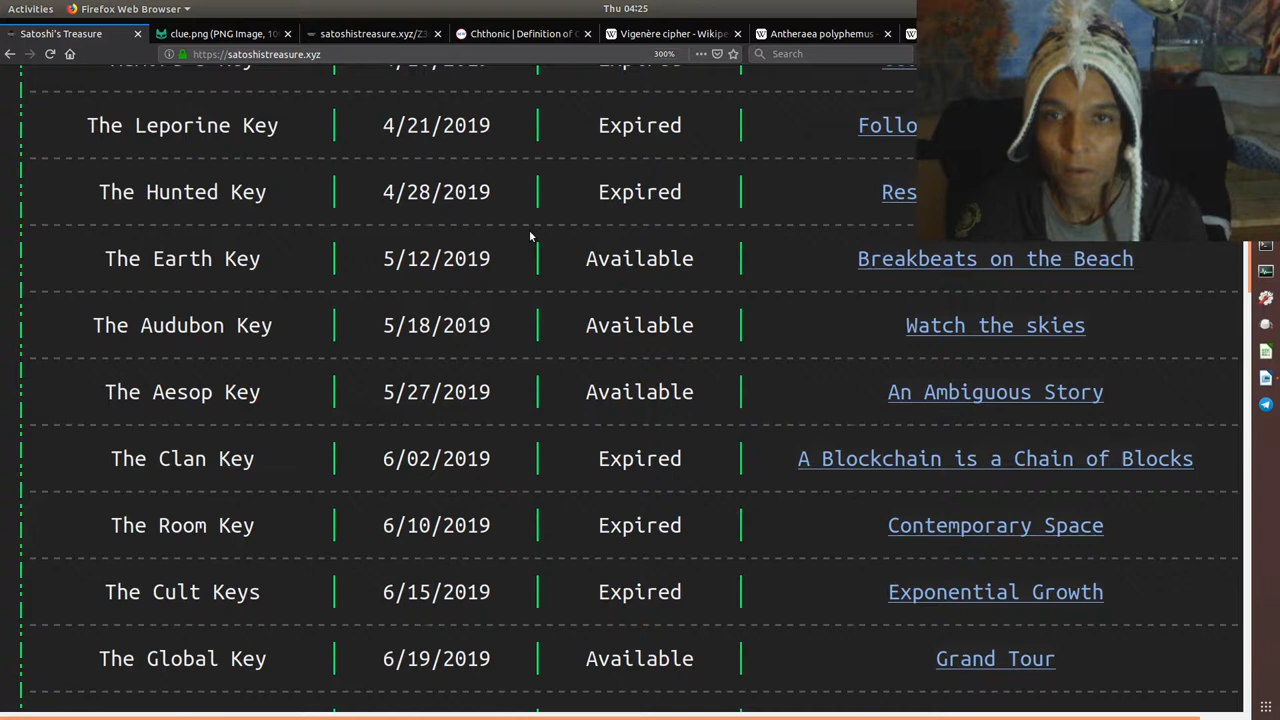 Activities Firefox Web Browser Thu 04:25
Satoshi's Treasure clue.png (PNG Image, 10 satoshistreasure.xyz/Z3 Chthonic | Definition of C Vigenère cipher - Wikipe Antheraea polyphemus -
https://satoshistreasure.xyz 300% Search
The Leporine Key 4/21/2019 Expired Follo
The Hunted Key 4/28/2019 Expired Res
The Earth Key 5/12/2019 Available Breakbeats on the Beach
The Audubon Key 5/18/2019 Available Watch the skies
The Aesop Key 5/27/2019 Available An Ambiguous Story
The Clan Key 6/02/2019 Expired A Blockchain is a Chain of Blocks
The Room Key 6/10/2019 Expired Contemporary Space
The Cult Keys 6/15/2019 Expired Exponential Growth
The Global Key 6/19/2019 Available Grand Tour